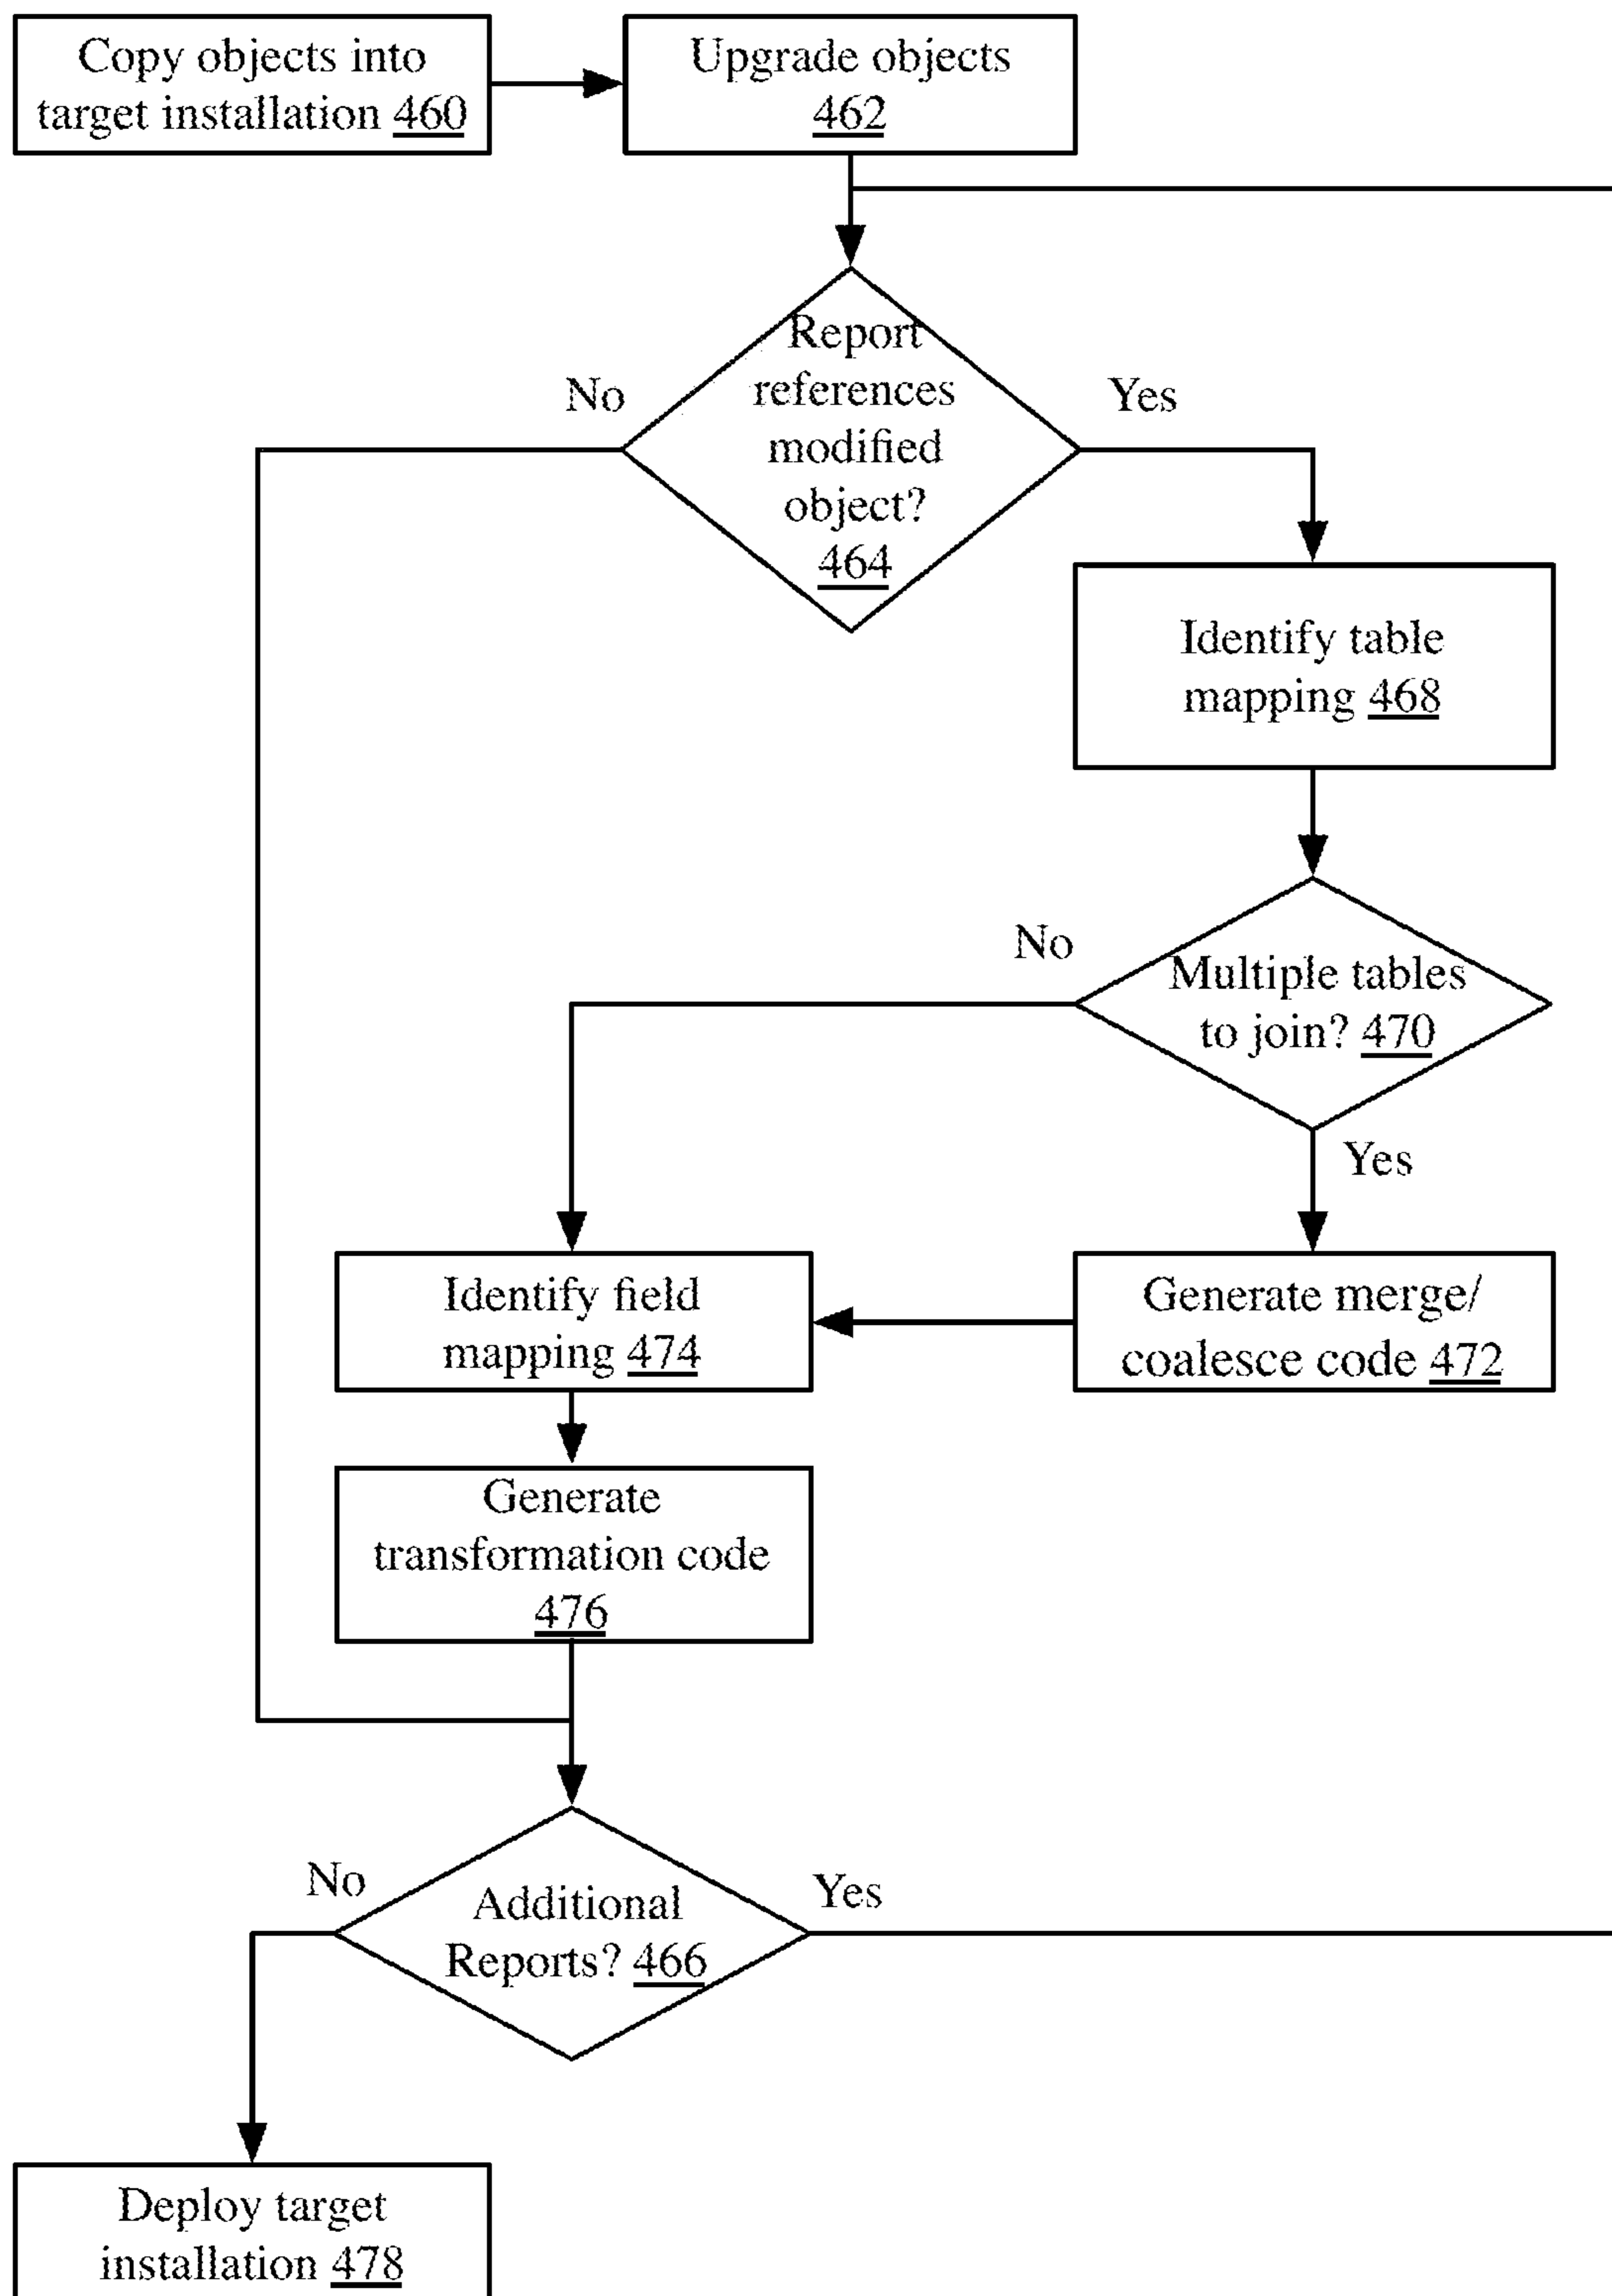 Copy objects into
target installation 460
Upgrade objects
462
Report
references
modified
object?
464
No
Yes
Identify table
mapping 468
No
Multiple tables
to join? 470
Yes
Identify field
mapping 474
Generate merge/
coalesce code 472
Generate
transformation code
476
No
Additional
Reports? 466
Yes
Deploy target
installation 478